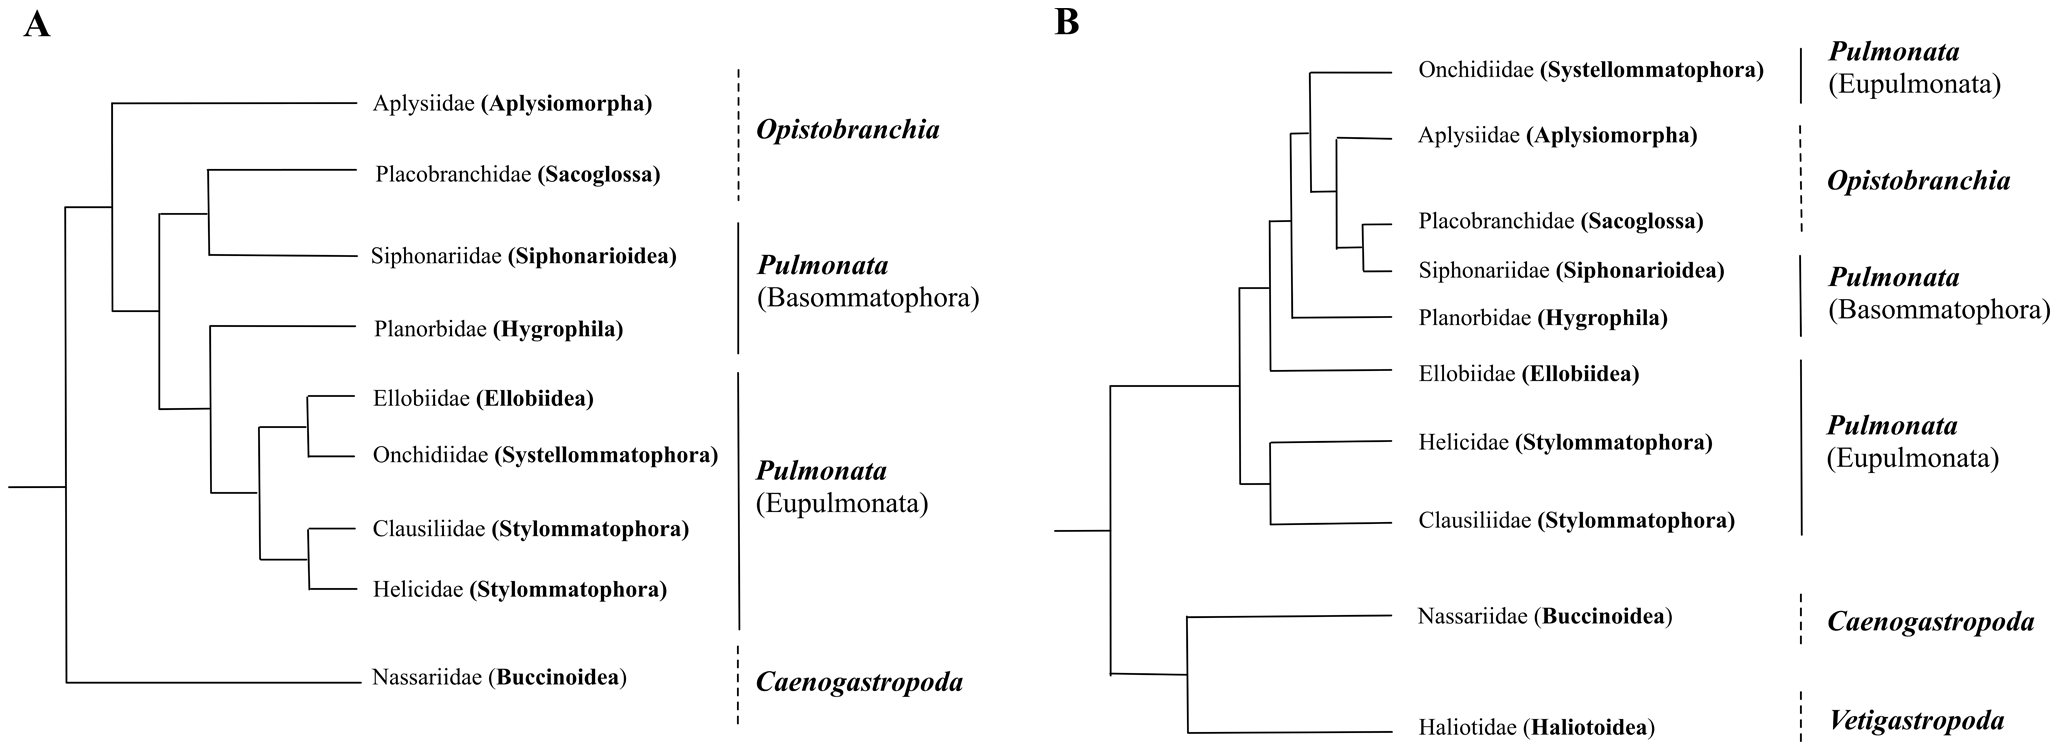 A
Aplysiidae (Aplysiomorpha)
Opistobranchia
Placobranchidae (Sacoglossa)
Siphonariidae (Siphonarioidea)
Pulmonata
(Basommatophora)
Planorbidae (Hygrophila)
Ellobiidae (Ellobiidea)
Onchidiidae (Systellommatophora)
Pulmonata
(Eupulmonata)
Clausiliidae (Stylommatophora)
Helicidae (Stylommatophora)
Nassariidae (Buccinoidea)
Caenogastropoda
B
Onchidiidae (Systellommatophora)
Pulmonata
(Eupulmonata)
Aplysiidae (Aplysiomorpha)
Opistobranchia
Placobranchidae (Sacoglossa)
Siphonariidae (Siphonarioidea)
Pulmonata
(Basommatophora)
Planorbidae (Hygrophila)
Ellobiidae (Ellobiidea)
Helicidae (Stylommatophora)
Pulmonata
(Eupulmonata)
Clausiliidae (Stylommatophora)
Nassariidae (Buccinoidea)
Caenogastropoda
Haliotidae (Haliotoidea)
Vetigastropoda